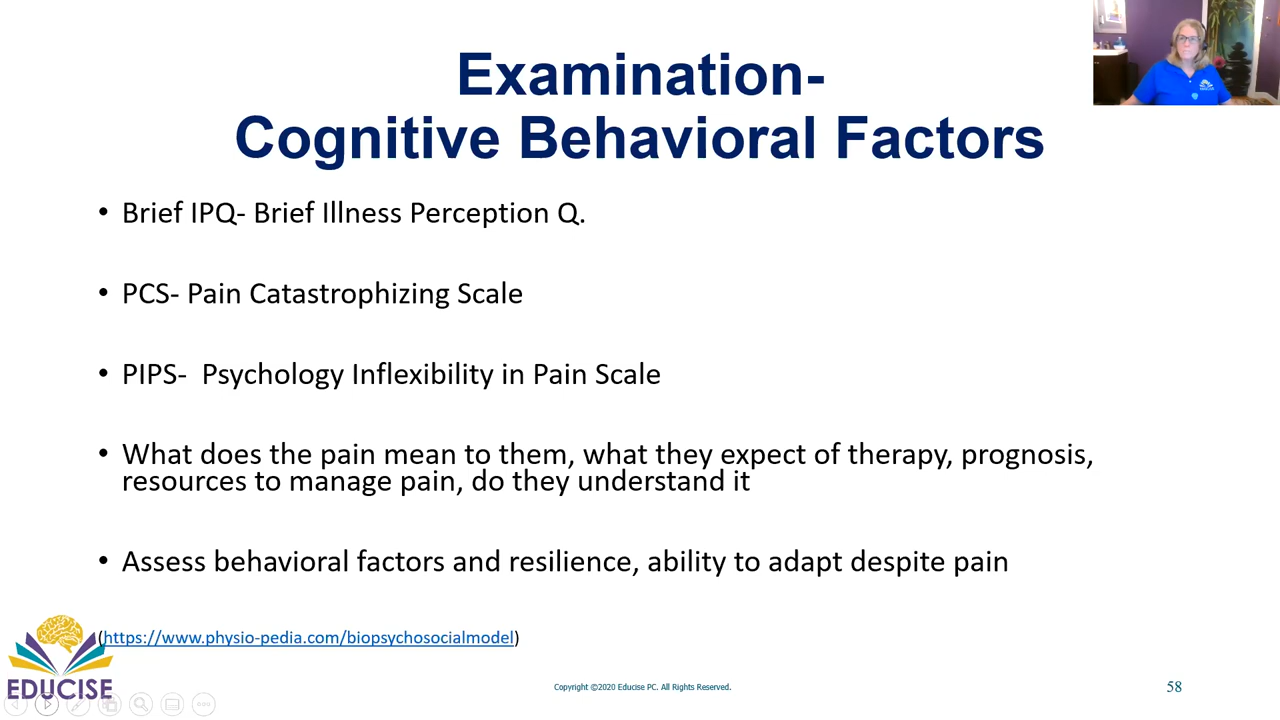 Examination-
Cognitive Behavioral Factors
• Brief IPQ- Brief Illness Perception Q.
• PCS- Pain Catastrophizing Scale
• PIPS-  Psychology Inflexibility in Pain Scale
• What does the pain mean to them, what they expect of therapy, prognosis,
resources to manage pain, do they understand it
• Assess behavioral factors and resilience, ability to adapt despite pain
(https://www.physio-pedia.com/biopsychosocialmodel)
EDUCISE
Copyright ©2020 Educise PC. All Rights Reserved.
58